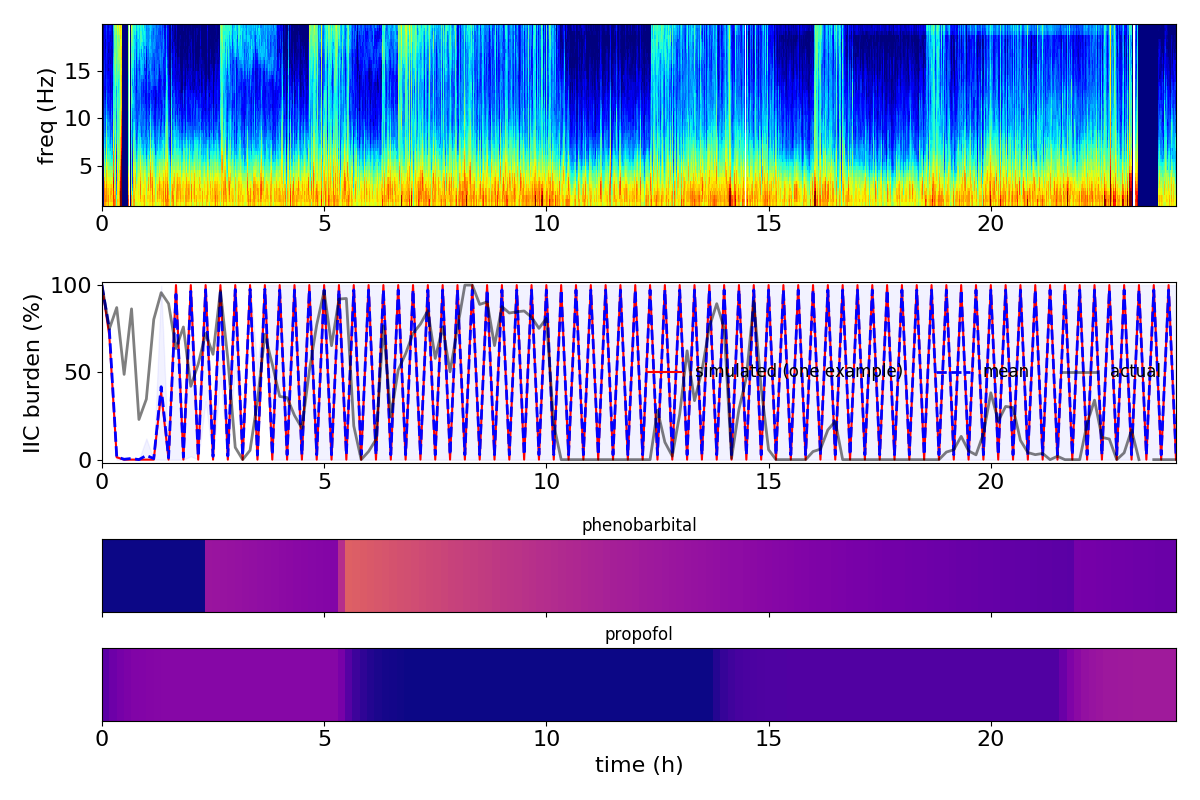 freq (Hz)
15
10
5
0 5 10 15 20
IIC burden (%)
100
50
0
simulated (one example) mean actual
0 5 10 15 20
phenobarbital
propofol
0 5 10 15 20
time (h)